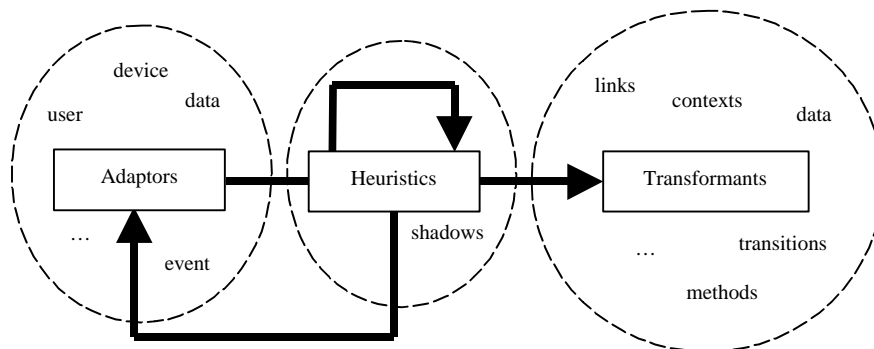 device
user
data
Adaptors
…
event
Heuristics
shadows
links
contexts
data
Transformants
…
transitions
methods